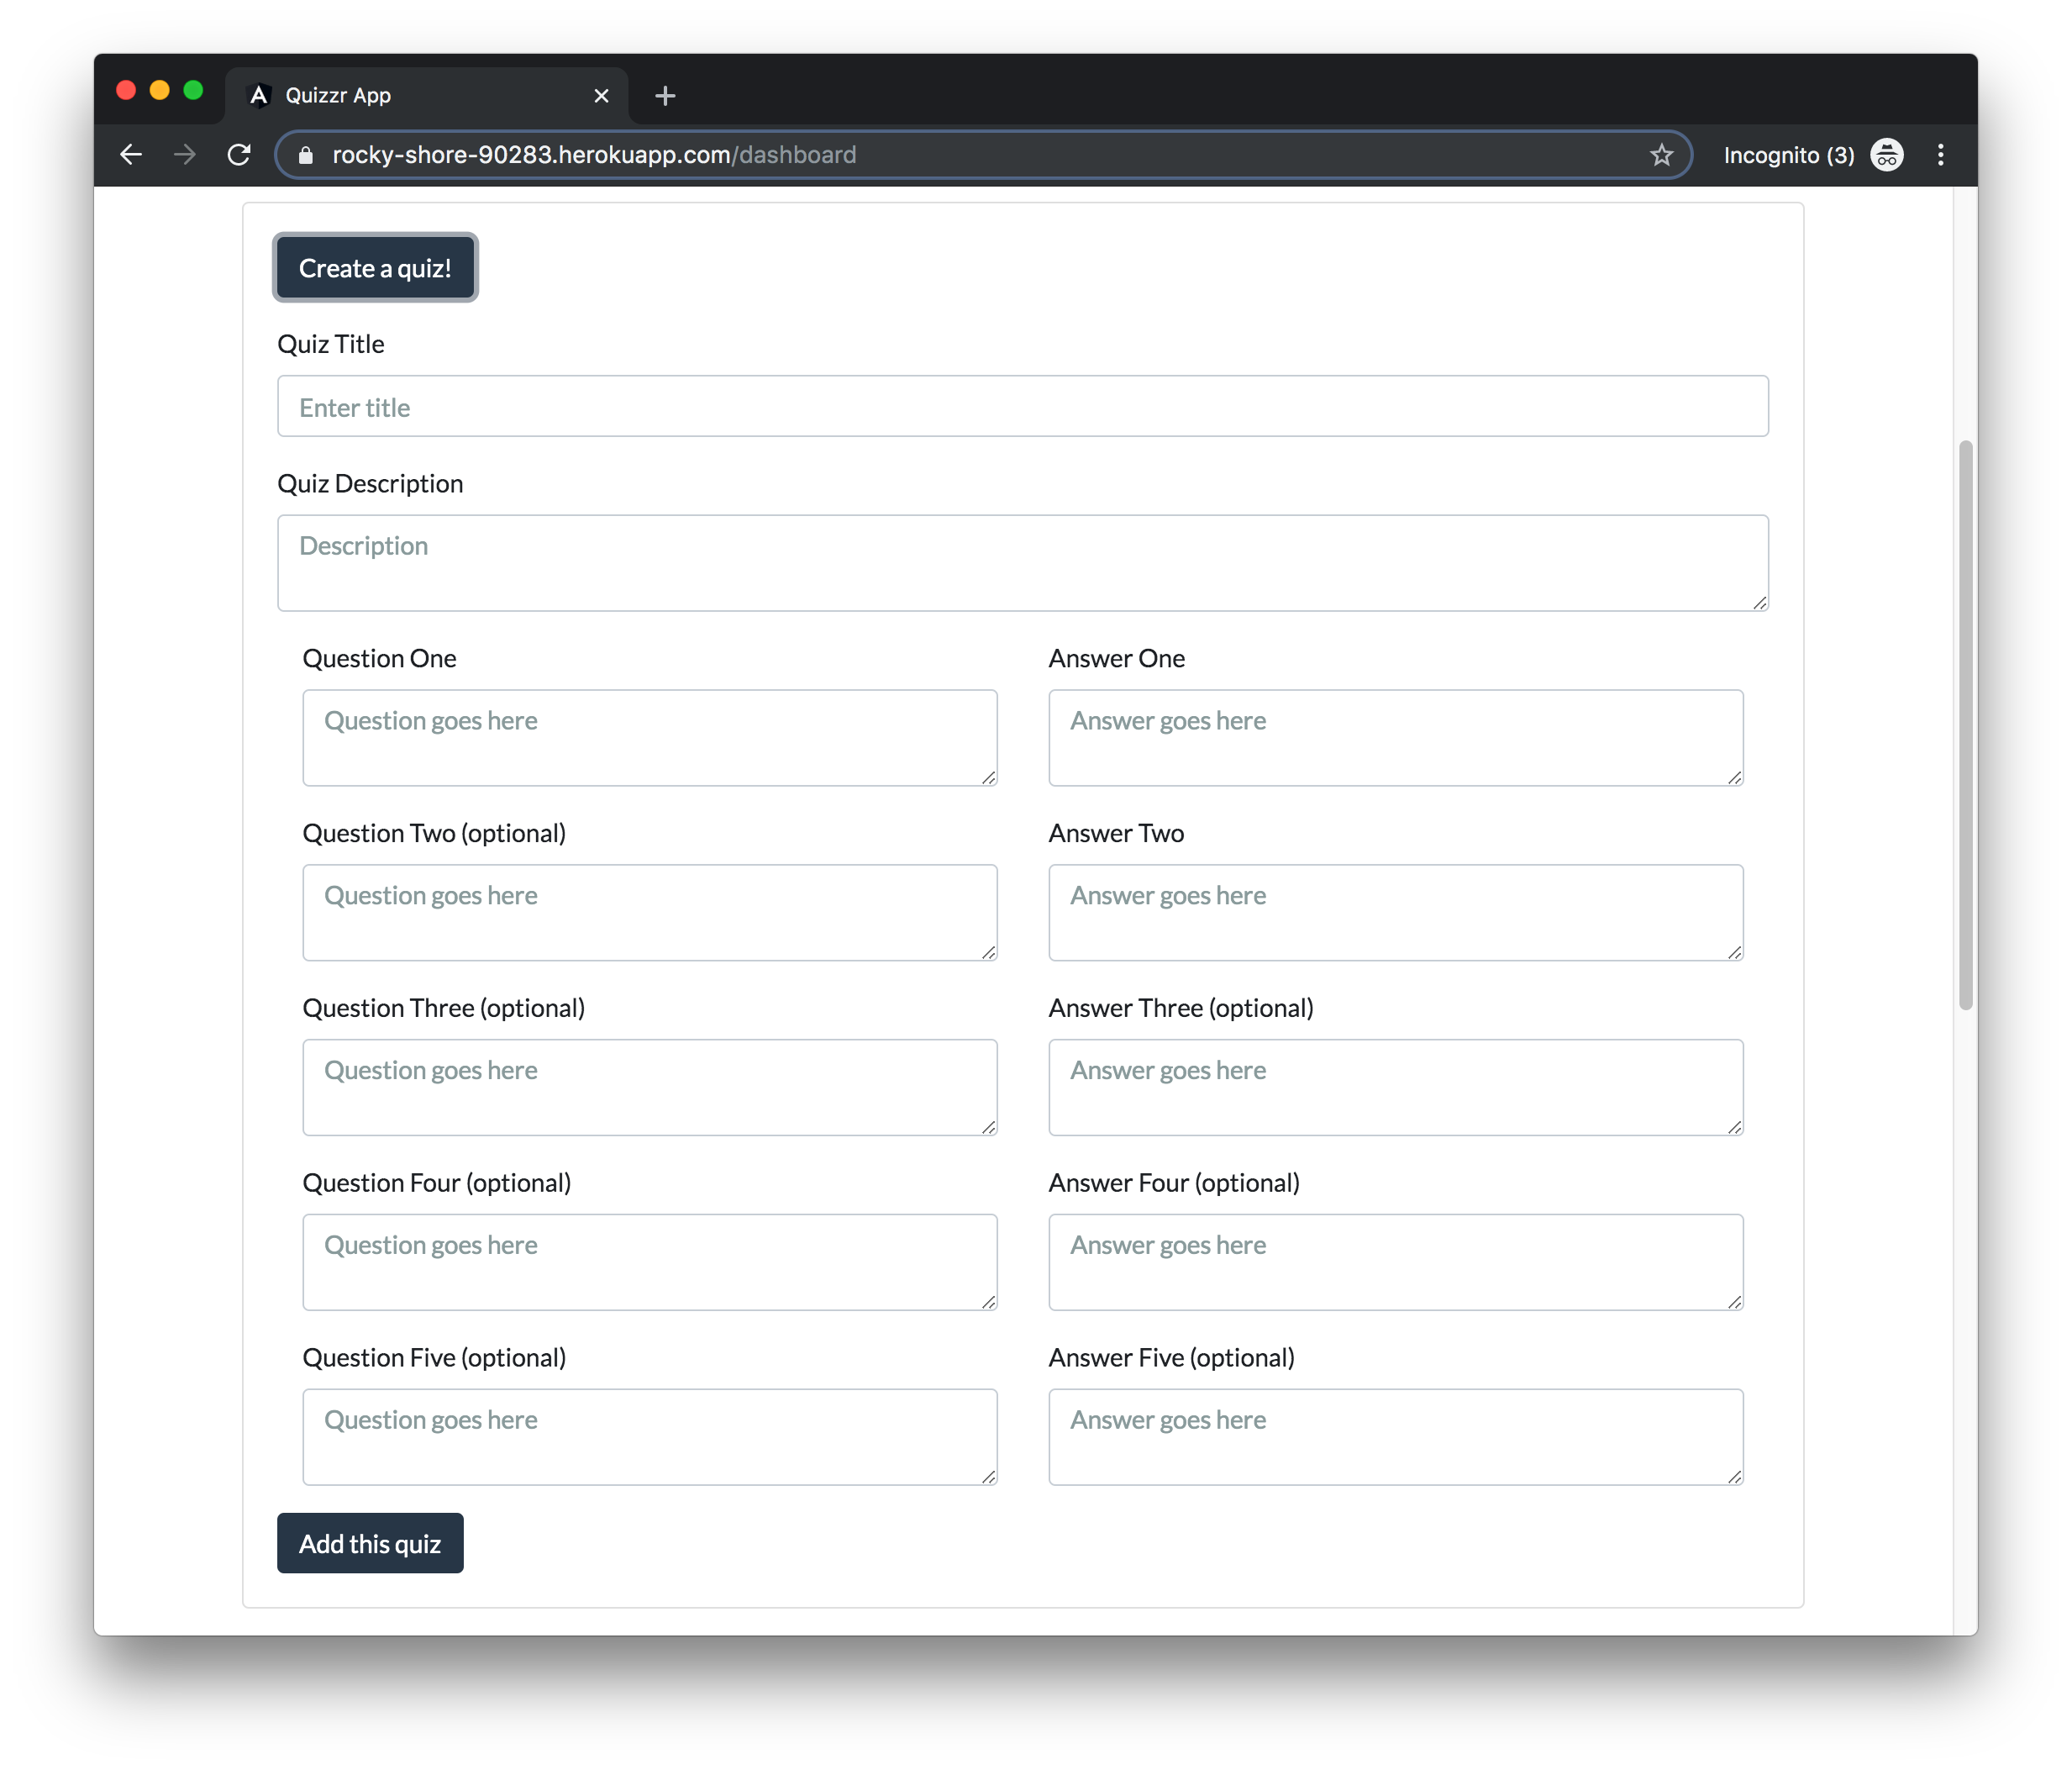 Quizzr App
rocky-shore-90283.herokuapp.com/dashboard
Incognito (3)
Create a quiz!
Quiz Title
Enter title
Quiz Description
Description
Question One Answer One
Question goes here Answer goes here
Question Two (optional) Answer Two
Question goes here Answer goes here
Question Three (optional) Answer Three (optional)
Question goes here Answer goes here
Question Four (optional) Answer Four (optional)
Question goes here Answer goes here
Question Five (optional) Answer Five (optional)
Question goes here Answer goes here
Add this quiz